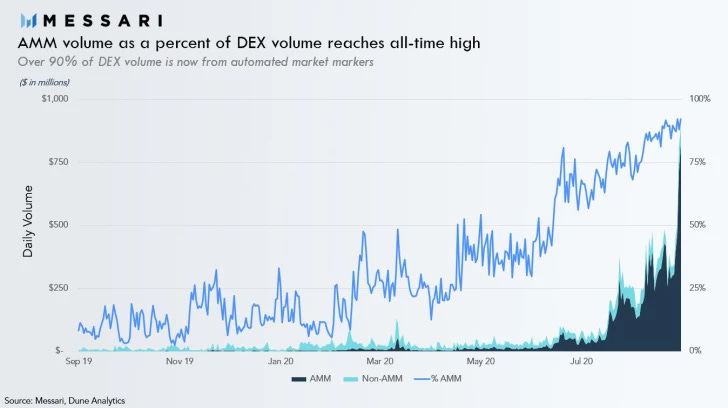 MESSARI
AMM volume as a percent of DEX volume reaches all-time high
Over 90% of DEX volume is now from automated market markers
($ in millions)
$1,000
100%
$750
75%
$500
50%
$250
25%
$-
0%
Daily Volume
Sep 19
Nov 19
Jan 20
Mar 20
May 20
Jul 20
AMM
Non-AMM
% AMM
Source: Messari, Dune Analytics